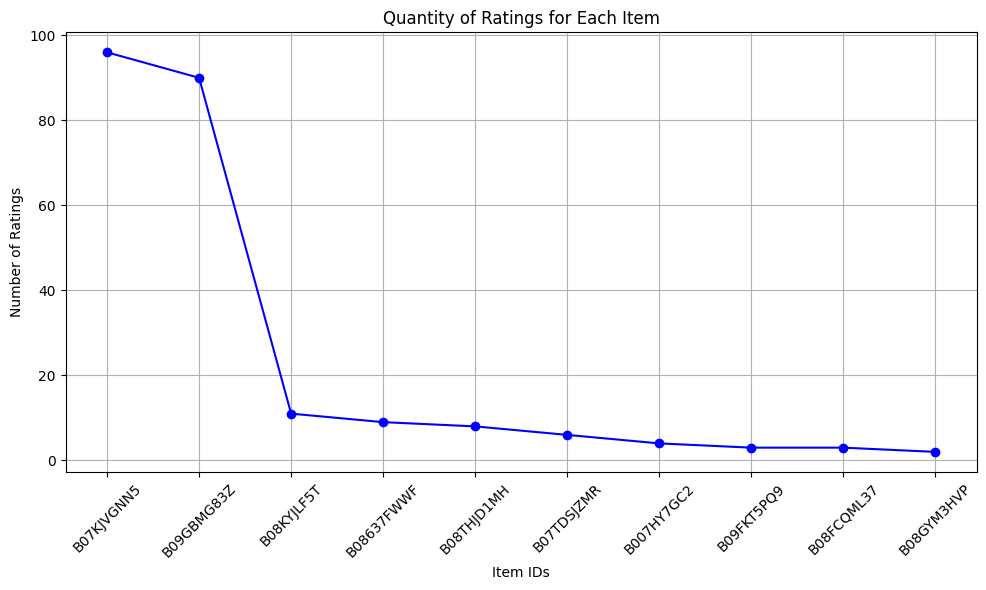 Quantity of Ratings for Each Item
100
80
60
40
20
0
Number of Ratings
B07KJVGNN5
B09GBMG83Z
B08KYJLF5T
B08637FWWF
B08THJD1MH
B07TDSJZMR
B007HY7GC2
B09FKT5PQ9
B08FCQML37
B08GYM3HVP
Item IDs